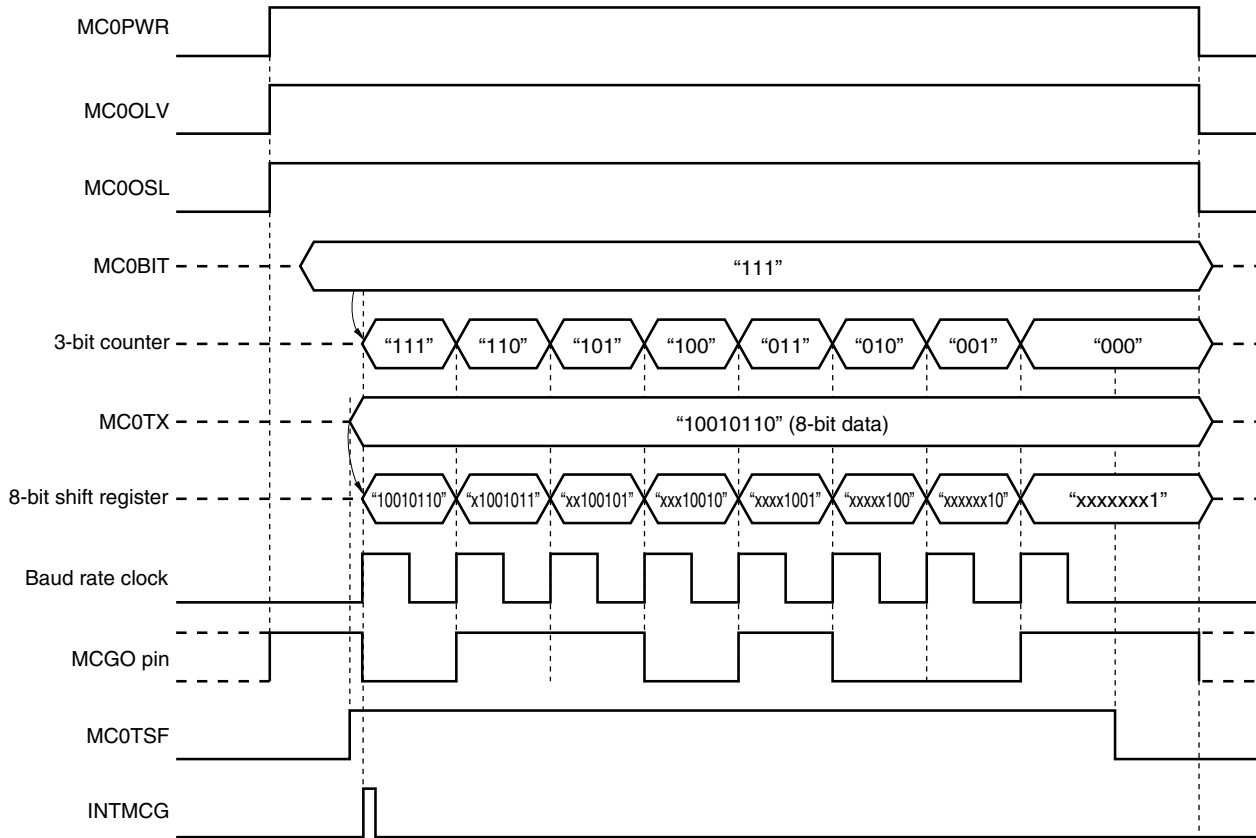 MC0PWR
MC0OLV
MC0OSL
MC0BIT
“111”
3-bit counter
“111” “110” “101” “100” “011” “010” “001” “000”
MC0TX
“10010110” (8-bit data)
8-bit shift register
“10010110” “x1001011” “xx100101” “xxx10010” “xxxx1001” “xxxxx100” “xxxxxx10” “xxxxxxx1”
Baud rate clock
MCGO pin
MC0TSF
INTMCG